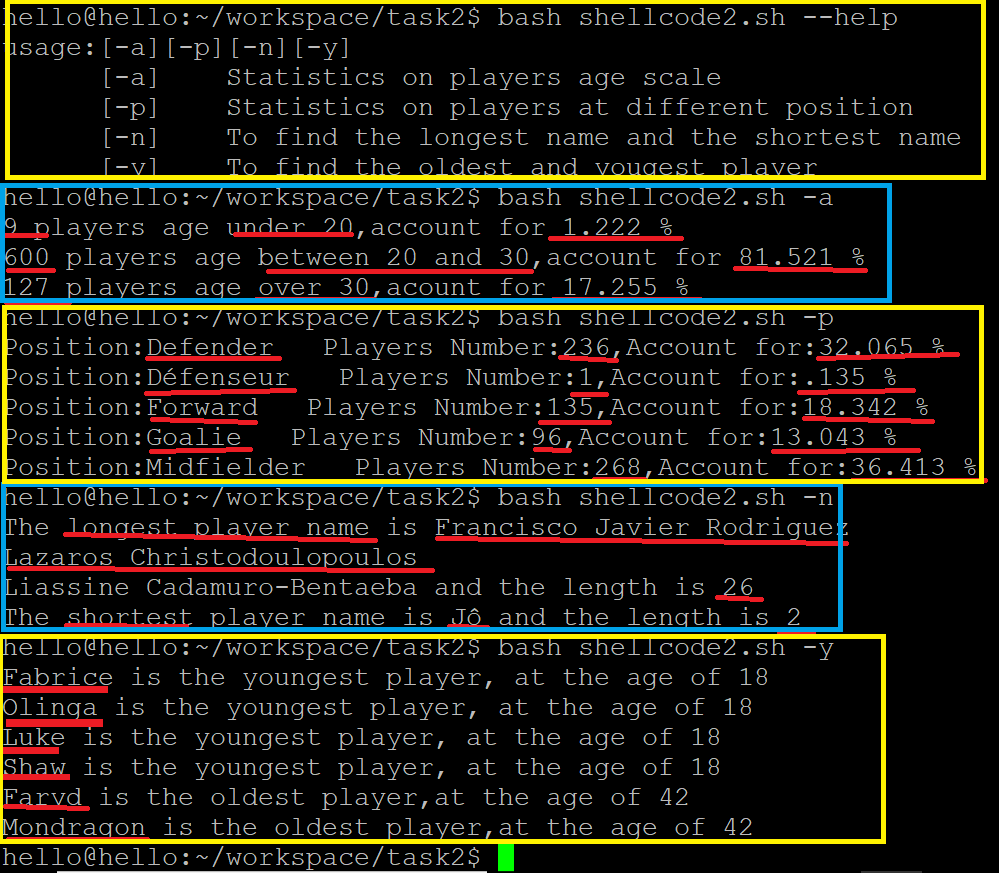 hello@hello:~/workspace/task2$ bash shellcode2.sh --help
usage:[-a][-p][-n][-y]
[-a] Statistics on players age scale
[-p] Statistics on players at different position
[-n] To find the longest name and the shortest name
[-y] To find the oldest and yougest player
hello@hello:~/workspace/task2$ bash shellcode2.sh -a
9 players age under 20,account for 1.222 %
600 players age between 20 and 30,account for 81.521 %
127 players age over 30,acount for 17.255 %
hello@hello:~/workspace/task2$ bash shellcode2.sh -p
Position:Defender Players Number:236,Account for:32.065 %
Position:Défenseur Players Number:1,Account for:.135 %
Position:Forward Players Number:135,Account for:18.342 %
Position:Goalie Players Number:96,Account for:13.043 %
Position:Midfielder Players Number:268,Account for:36.413 %
hello@hello:~/workspace/task2$ bash shellcode2.sh -n
The longest player name is Francisco Javier Rodriguez
Lazaros Christodoulopoulos
Liassine Cadamuro-Bentaeba and the length is 26
The shortest player name is Jô and the length is 2
hello@hello:~/workspace/task2$ bash shellcode2.sh -y
Fabrice is the youngest player, at the age of 18
Olinga is the youngest player, at the age of 18
Luke is the youngest player, at the age of 18
Shaw is the youngest player, at the age of 18
Faryd is the oldest player,at the age of 42
Mondragon is the oldest player,at the age of 42
hello@hello:~/workspace/task2$